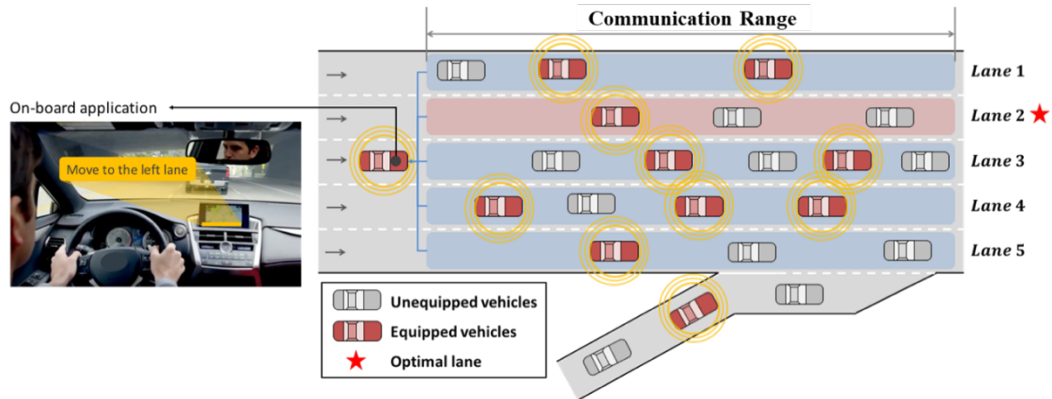 Communication Range
Lane 1
On-board application
Lane 2
Move to the left lane
Lane 3
Lane 4
Lane 5
Unequipped vehicles
Equipped vehicles
Optimal lane